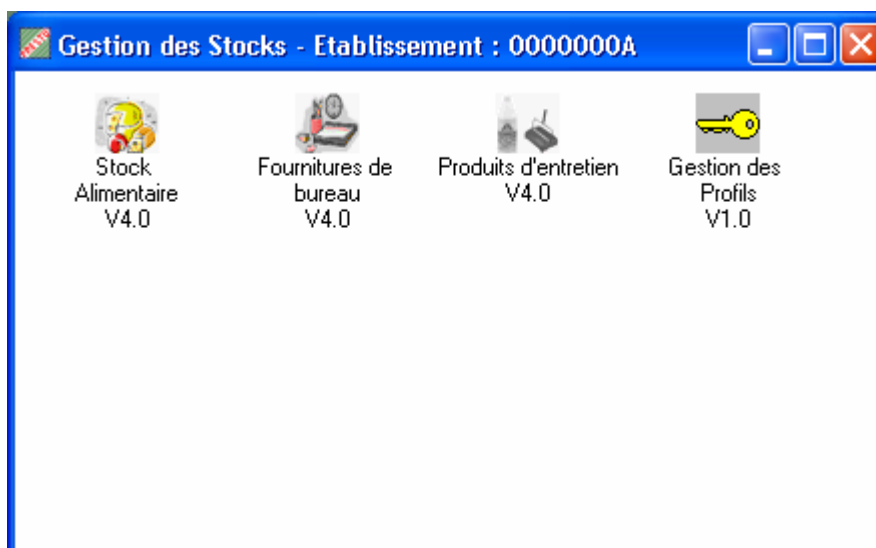 Gestion des Stocks - Etablissement : 0000000A
Stock
Alimentaire
V4.0
Fournitures de
bureau
V4.0
Produits d'entretien
V4.0
Gestion des
Profils
V1.0